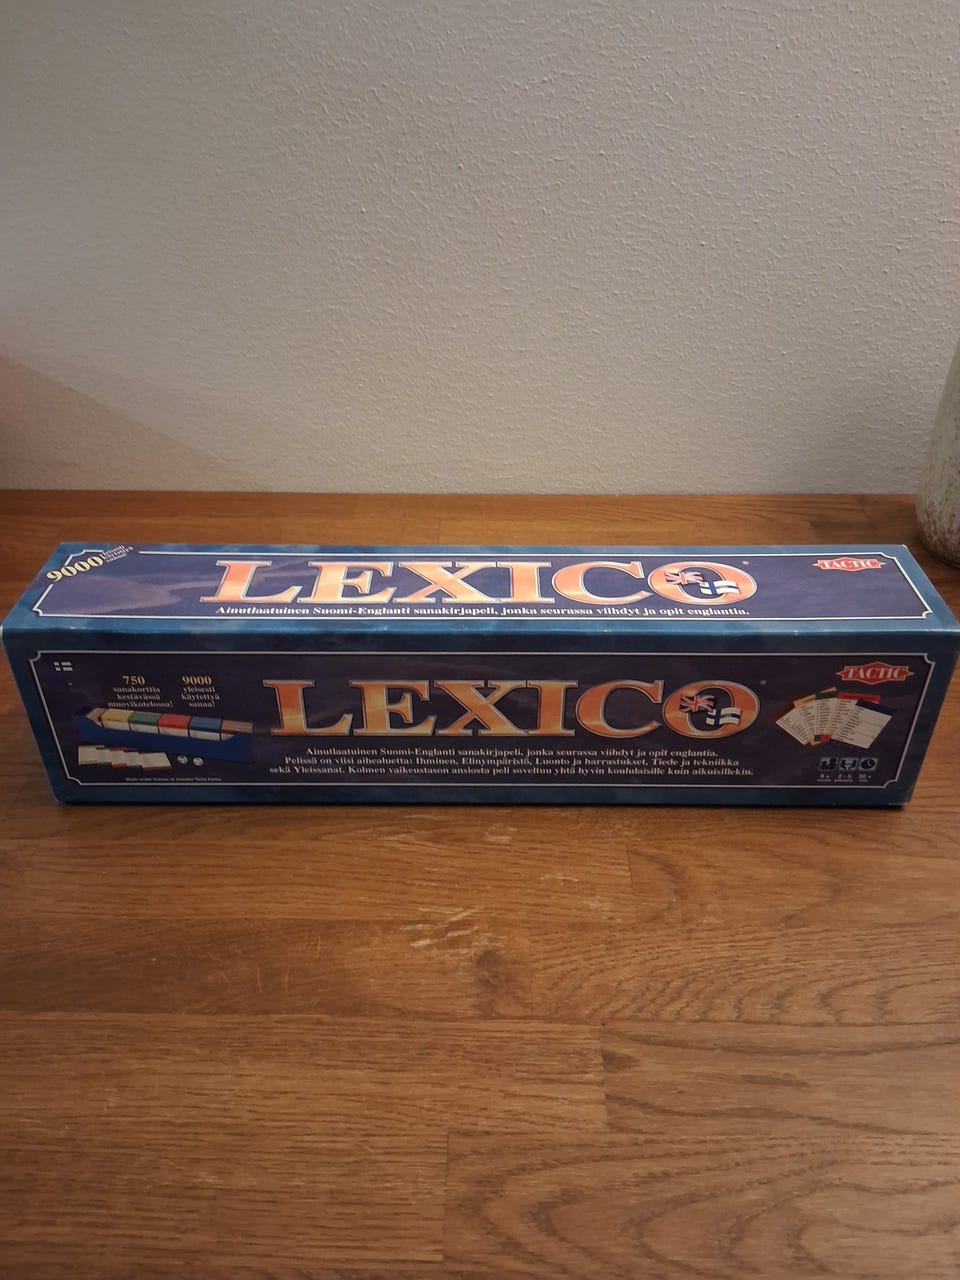 9000
LEXICO
TACTIC
Ainutlaatuinen Suomi-Englanti sanakirjapeli, jonka seurassa viihdyt ja opit englantia.
750
sanakorttia
kestävässä
muovikotelossa!
9000
yleisesti
käytettyä
sanaa!
LEXICO
TACTIC
Ainutlaatuinen Suomi-Englanti sanakirjapeli, jonka seurassa viihdyt ja opit englantia.
Pelissä on viisi aihealuetta: Ihminen, Elinympäristö, Luonto ja harrastukset, Tiede ja tekniikka
sekä Yleissanat. Kolmen vaikeustason ansiosta peli soveltuu yhtä hyvin koululaisille kuin aikuisillekin.
2-5
30+